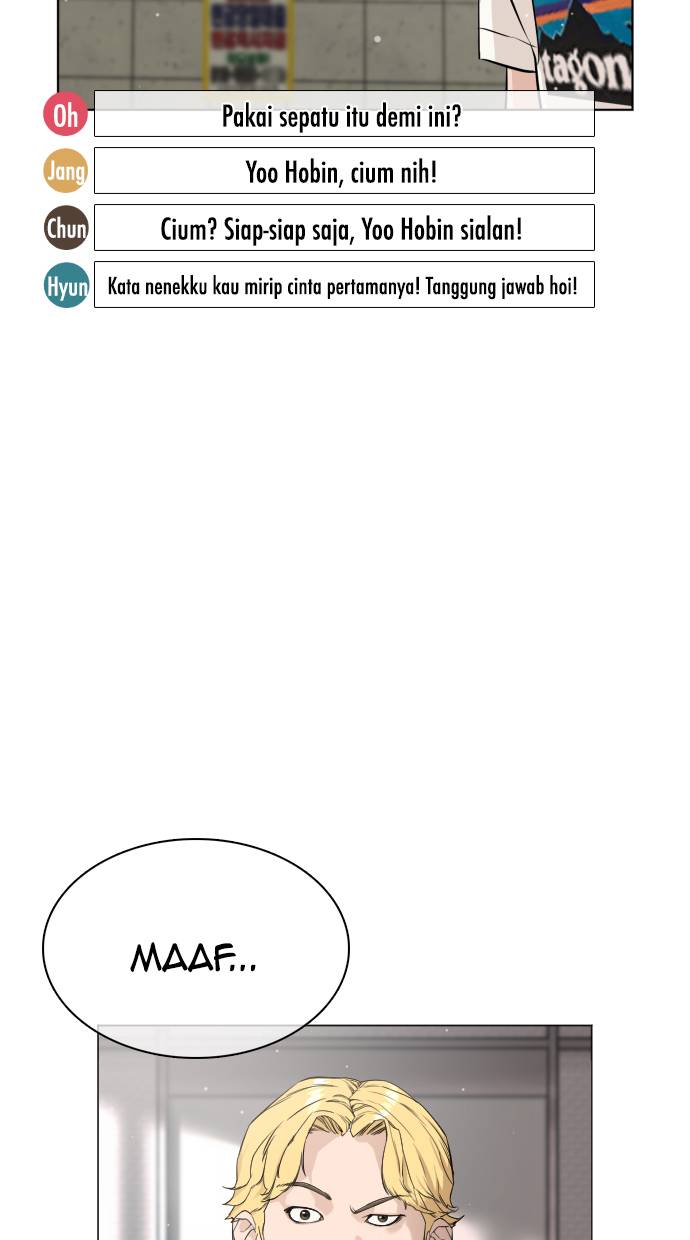 tagon
Oh
Pakai sepatu itu demi ini?
Jang
Yoo Hobin, cium nih!
Chun
Cium? Siap-siap saja, Yoo Hobin sialan!
Hyun
Kata nenekku kau mirip cinta pertamanya! Tanggung jawab hoi!
MAAF...